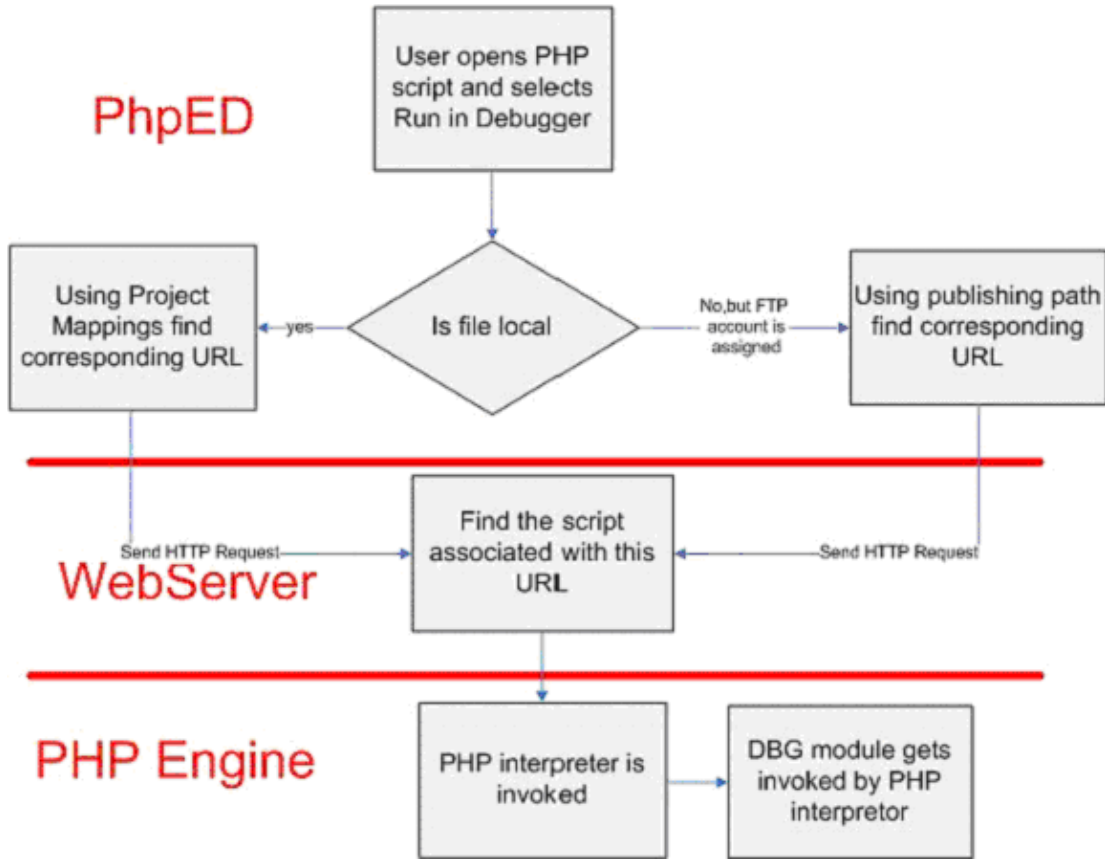 User opens PHP
script and selects
Run in Debugger
PhpED
Using Project
Mappings find
corresponding URL
yes
Is file local
No,but FTP
account is
assigned
Using publishing path
find corresponding
URL
Send HTTP Request
Find the script
associated with this
URL
Send HTTP Request
WebServer
PHP Engine
PHP interpreter is
invoked
DBG module gets
invoked by PHP
interpretor